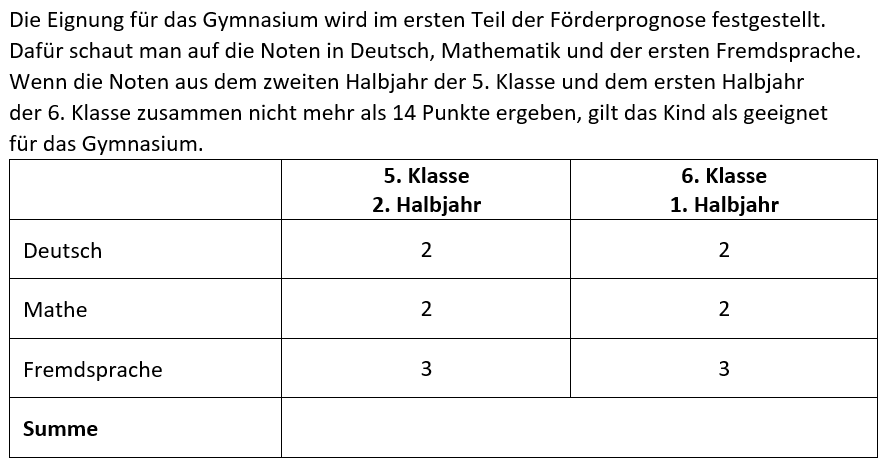 Die Eignung für das Gymnasium wird im ersten Teil der Förderprognose festgestellt.
Dafür schaut man auf die Noten in Deutsch, Mathematik und der ersten Fremdsprache.
Wenn die Noten aus dem zweiten Halbjahr der 5. Klasse und dem ersten Halbjahr
der 6. Klasse zusammen nicht mehr als 14 Punkte ergeben, gilt das Kind als geeignet
für das Gymnasium.
5. Klasse 6. Klasse
2. Halbjahr 1. Halbjahr
Deutsch 2 2
Mathe 2 2
Fremdsprache 3 3
Summe